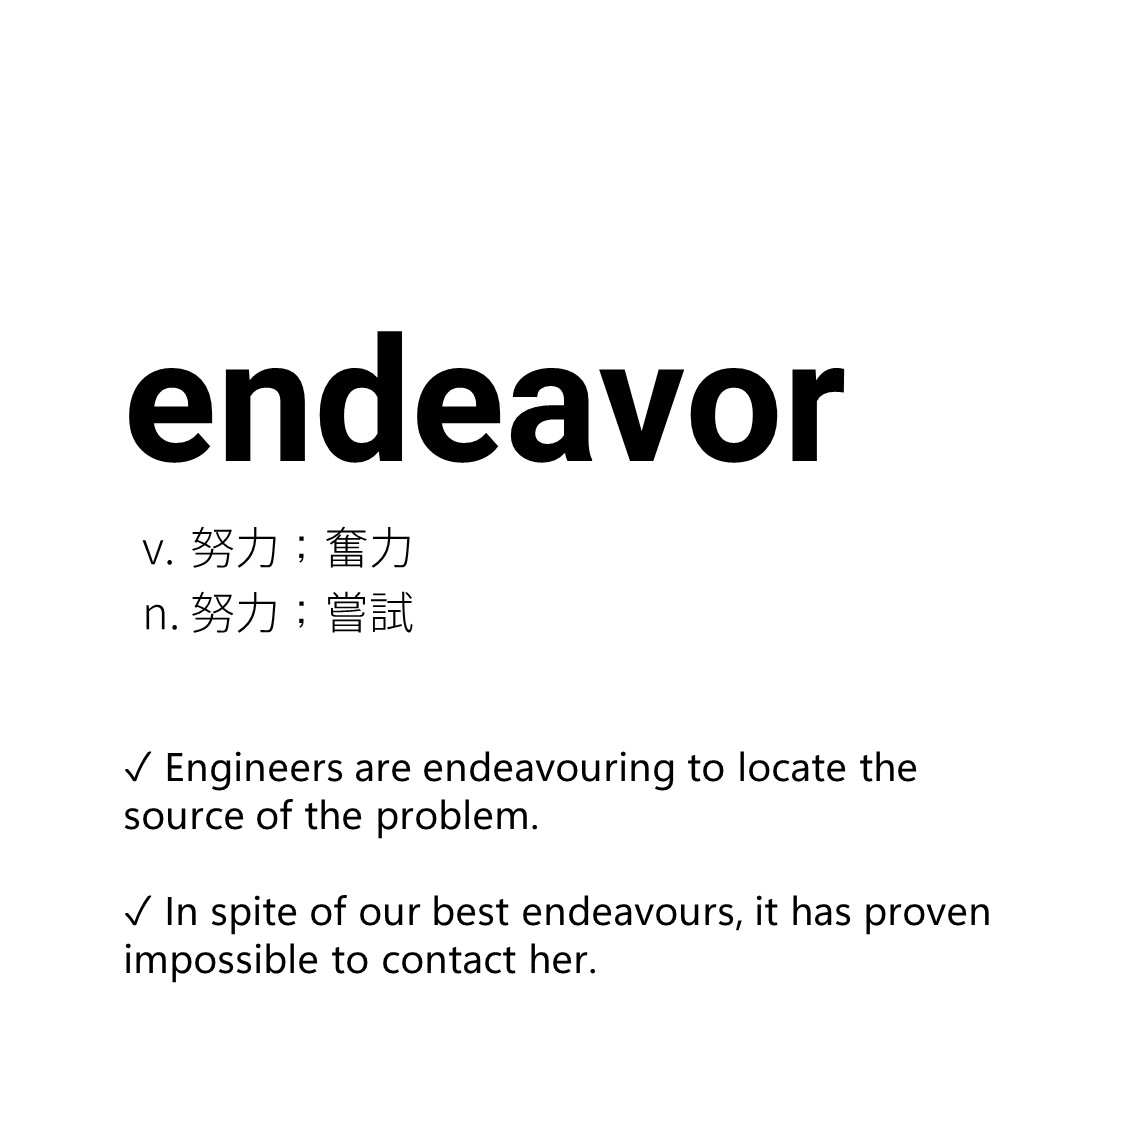 endeavor
v. 努力；奮力
n. 努力；嘗試
✓ Engineers are endeavouring to locate the
source of the problem.
✓ In spite of our best endeavours, it has proven
impossible to contact her.